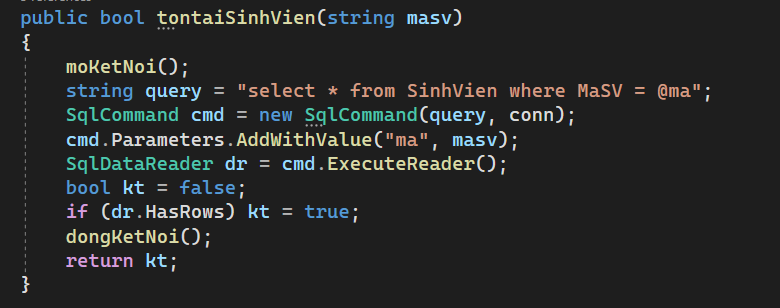 public bool tontaiSinhVien(string masv)
{
moKetNoi();
string query = "select * from SinhVien where MaSV = @ma";
SqlCommand cmd = new SqlCommand(query, conn);
cmd.Parameters.AddWithValue("ma", masv);
SqlDataReader dr = cmd.ExecuteReader();
bool kt = false;
if (dr.HasRows) kt = true;
dongKetNoi();
return kt;
}